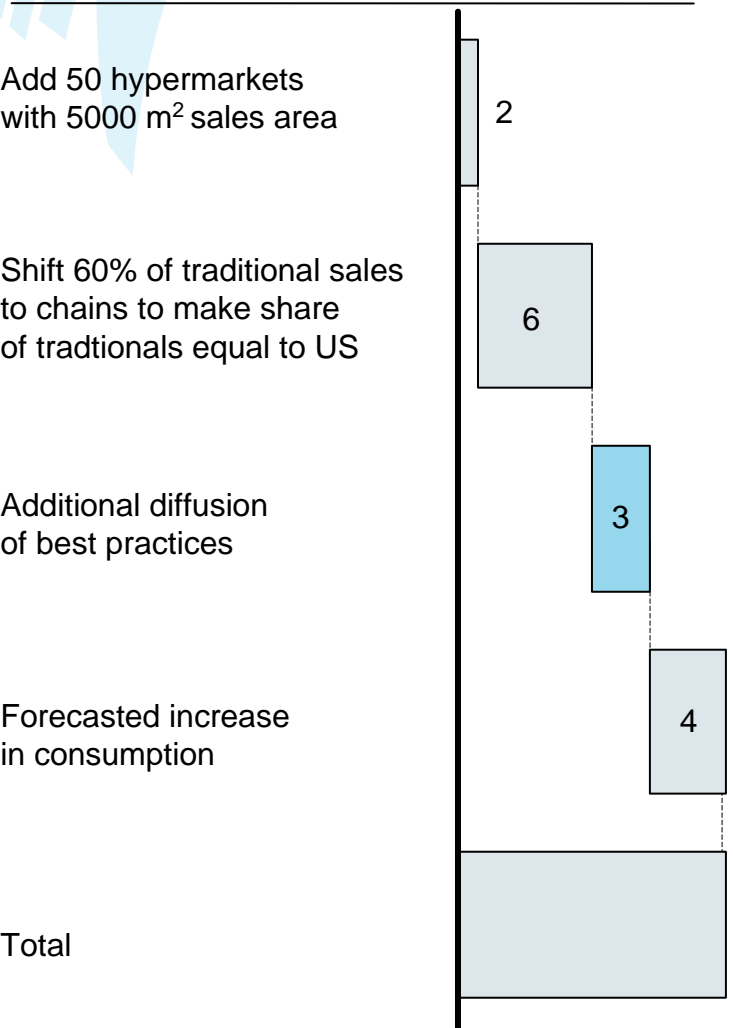 Add 50 hypermarkets
with 5000 m² sales area
2
Shift 60% of traditional sales
to chains to make share
of tradtionals equal to US
6
Additional diffusion
of best practices
3
Forecasted increase
in consumption
4
Total